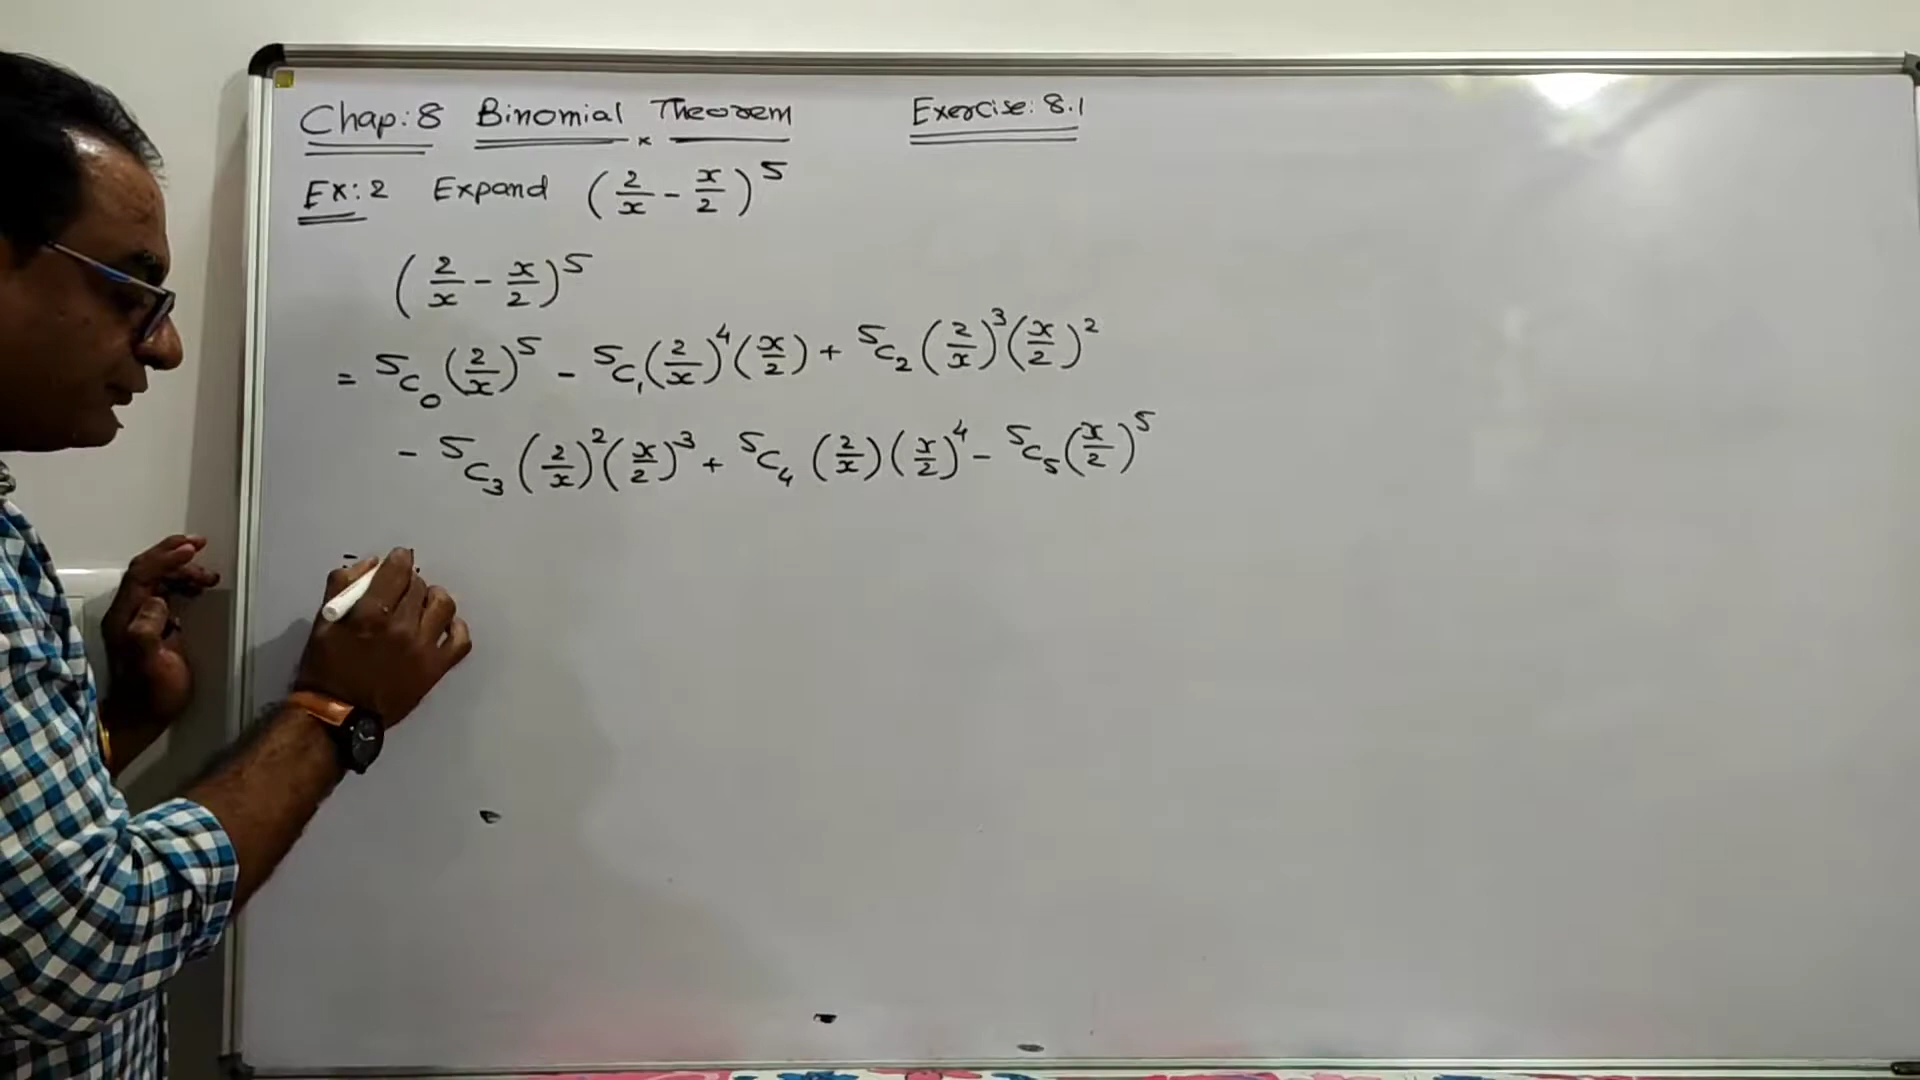 Chap: 8 Binomial Theorem Exercise: 8.1
Ex: 2 Expand (2/x - x/2)^5
(2/x - x/2)^5
= ⁵C₀ (2/x)^5 - ⁵C₁ (2/x)^4 (x/2) + ⁵C₂ (2/x)^3 (x/2)^2
- ⁵C₃ (2/x)^2 (x/2)^3 + ⁵C₄ (2/x) (x/2)^4 - ⁵C₅ (x/2)^5
=